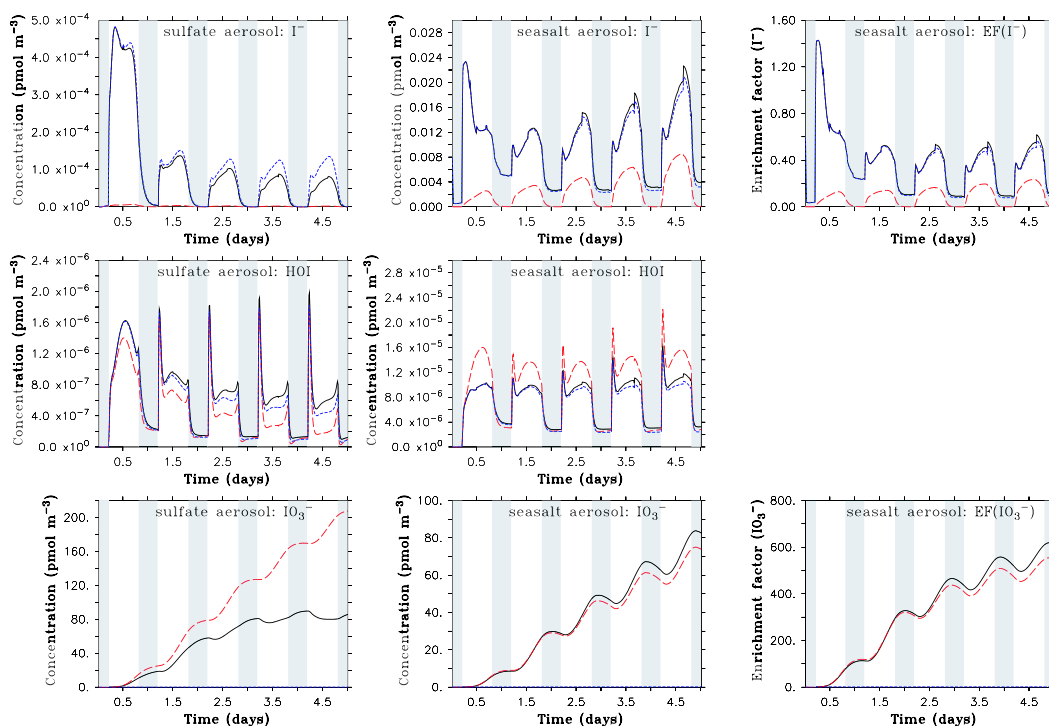 sulfate aerosol: I⁻
Concentration (pmol m⁻³)
5.0 x10⁻⁴
4.0 x10⁻⁴
3.0 x10⁻⁴
2.0 x10⁻⁴
1.0 x10⁻⁴
0.0 x10⁰
0.5 1.5 2.5 3.5 4.5
Time (days)
seasalt aerosol: I⁻
Concentration (pmol m⁻³)
0.028
0.024
0.020
0.016
0.012
0.008
0.004
0.000
0.5 1.5 2.5 3.5 4.5
Time (days)
seasalt aerosol: EF(I⁻)
Enrichment factor (I⁻)
1.60
1.20
0.80
0.40
0.00
0.5 1.5 2.5 3.5 4.5
Time (days)
sulfate aerosol: HOI
Concentration (pmol m⁻³)
2.4 x10⁻⁶
2.0 x10⁻⁶
1.6 x10⁻⁶
1.2 x10⁻⁶
8.0 x10⁻⁷
4.0 x10⁻⁷
0.0 x10⁰
0.5 1.5 2.5 3.5 4.5
Time (days)
seasalt aerosol: HOI
Concentration (pmol m⁻³)
2.8 x10⁻⁵
2.4 x10⁻⁵
2.0 x10⁻⁵
1.6 x10⁻⁵
1.2 x10⁻⁵
8.0 x10⁻⁶
4.0 x10⁻⁶
0.0 x10⁰
0.5 1.5 2.5 3.5 4.5
Time (days)
sulfate aerosol: IO₃⁻
Concentration (pmol m⁻³)
200.
160.
120.
80.
40.
0.
0.5 1.5 2.5 3.5 4.5
Time (days)
seasalt aerosol: IO₃⁻
Concentration (pmol m⁻³)
100.
80.
60.
40.
20.
0.
0.5 1.5 2.5 3.5 4.5
Time (days)
seasalt aerosol: EF(IO₃⁻)
Enrichment factor (IO₃⁻)
800.
600.
400.
200.
0.
0.5 1.5 2.5 3.5 4.5
Time (days)